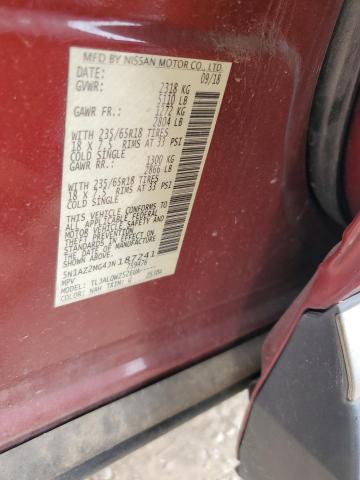 MFD BY NISSAN MOTOR CO., LTD.
DATE: 09/18
GVWR: 2318 KG
5110 LB
GAWR FR.: 1272 KG
2804 LB
WITH 235/65R18 TIRES
18 X 7.5 RIMS AT 33 PSI
COLD SINGLE
GAWR RR.: 1300 KG
2866 LB
WITH 235/65R18 TIRES
18 X 7.5 RIMS AT 33 PSI
COLD SINGLE
THIS VEHICLE CONFORMS TO ALL
APPLICABLE FEDERAL MOTOR
VEHICLE SAFETY AND BUMPER
STANDARDS IN EFFECT ON THE
DATE OF MANUFACTURE
SHOWN ABOVE.
5N1AZ2MG4JN187241
MPV 719476
MODEL:
COLOR: NAH TRIM: G